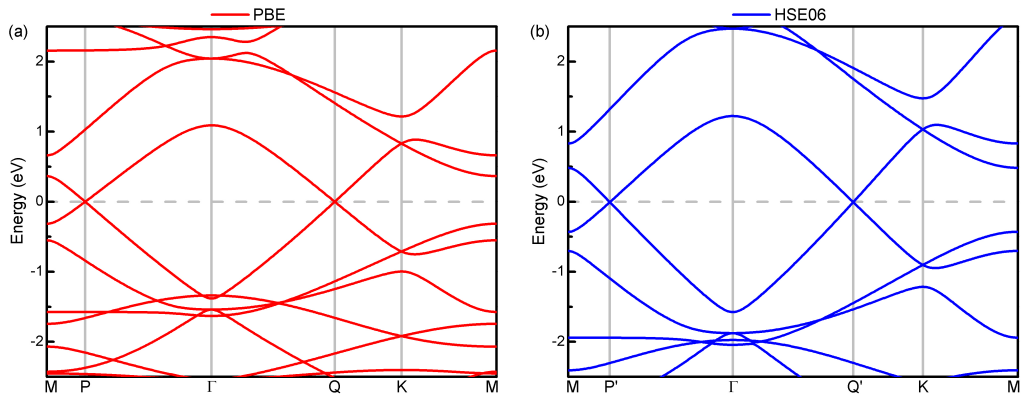 (a) PBE
Energy (eV)
2
1
0
-1
-2
M P Γ Q K M
(b) HSE06
Energy (eV)
2
1
0
-1
-2
M P' Γ Q' K M